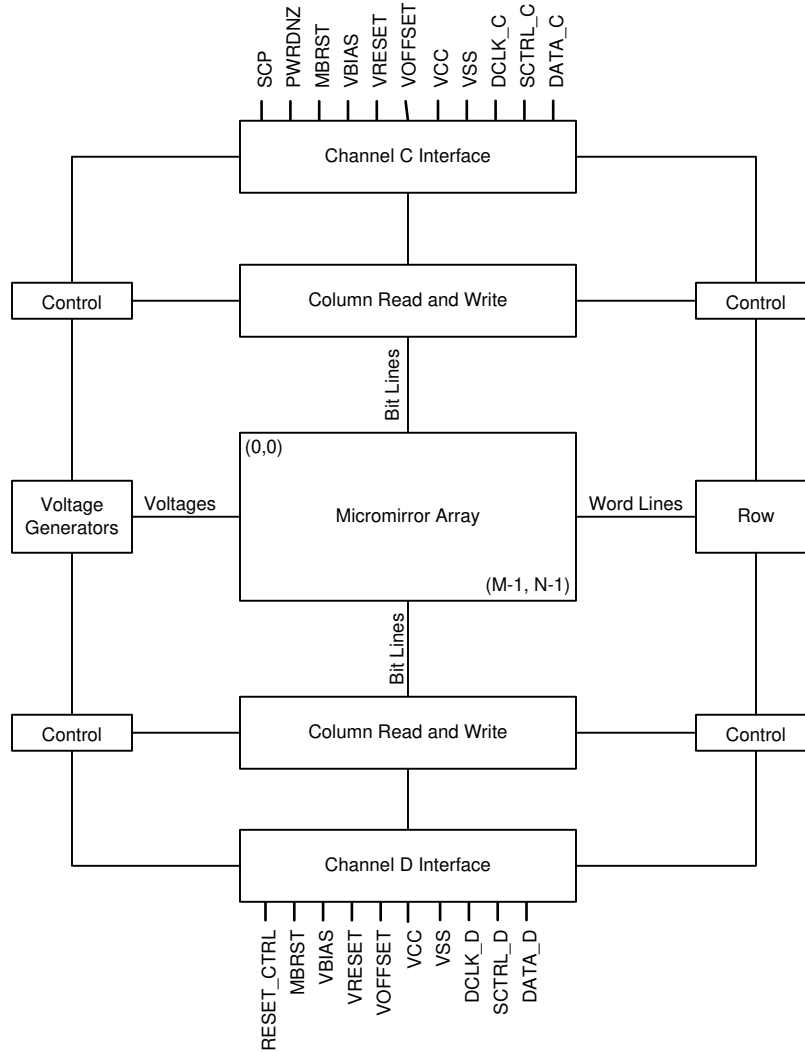 SCP
PWRDNZ
MBRST
VBIAS
VRESET
VOFFSET
VCC
VSS
DCLK_C
SCTRL_C
DATA_C
Channel C Interface
Control
Column Read and Write
Control
Bit Lines
(0,0)
Voltage
Generators
Voltages
Micromirror Array
Word Lines
Row
(M-1, N-1)
Bit Lines
Control
Column Read and Write
Control
Channel D Interface
RESET_CTRL
MBRST
VBIAS
VRESET
VOFFSET
VCC
VSS
DCLK_D
SCTRL_D
DATA_D